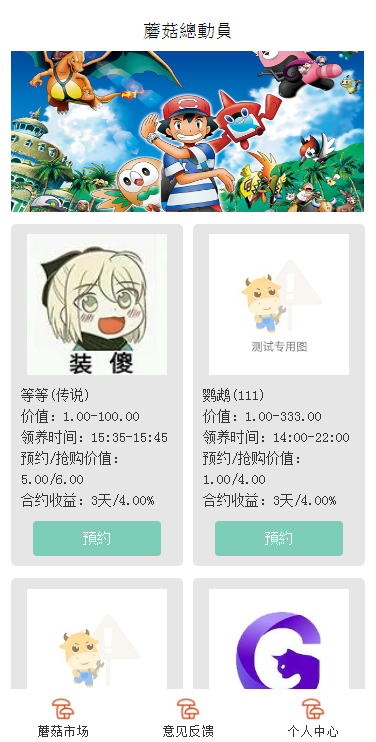 蘑菇總動員
装 傻
测试专用图
等等(传说)
价值: 1.00-100.00
领养时间: 15:35-15:45
预约/抢购价值:
5.00/6.00
合约收益: 3天/4.00%
預約
鹦鹉(111)
价值: 1.00-333.00
领养时间: 14:00-22:00
预约/抢购价值:
1.00/4.00
合约收益: 3天/4.00%
預約
蘑菇市场
意见反馈
个人中心